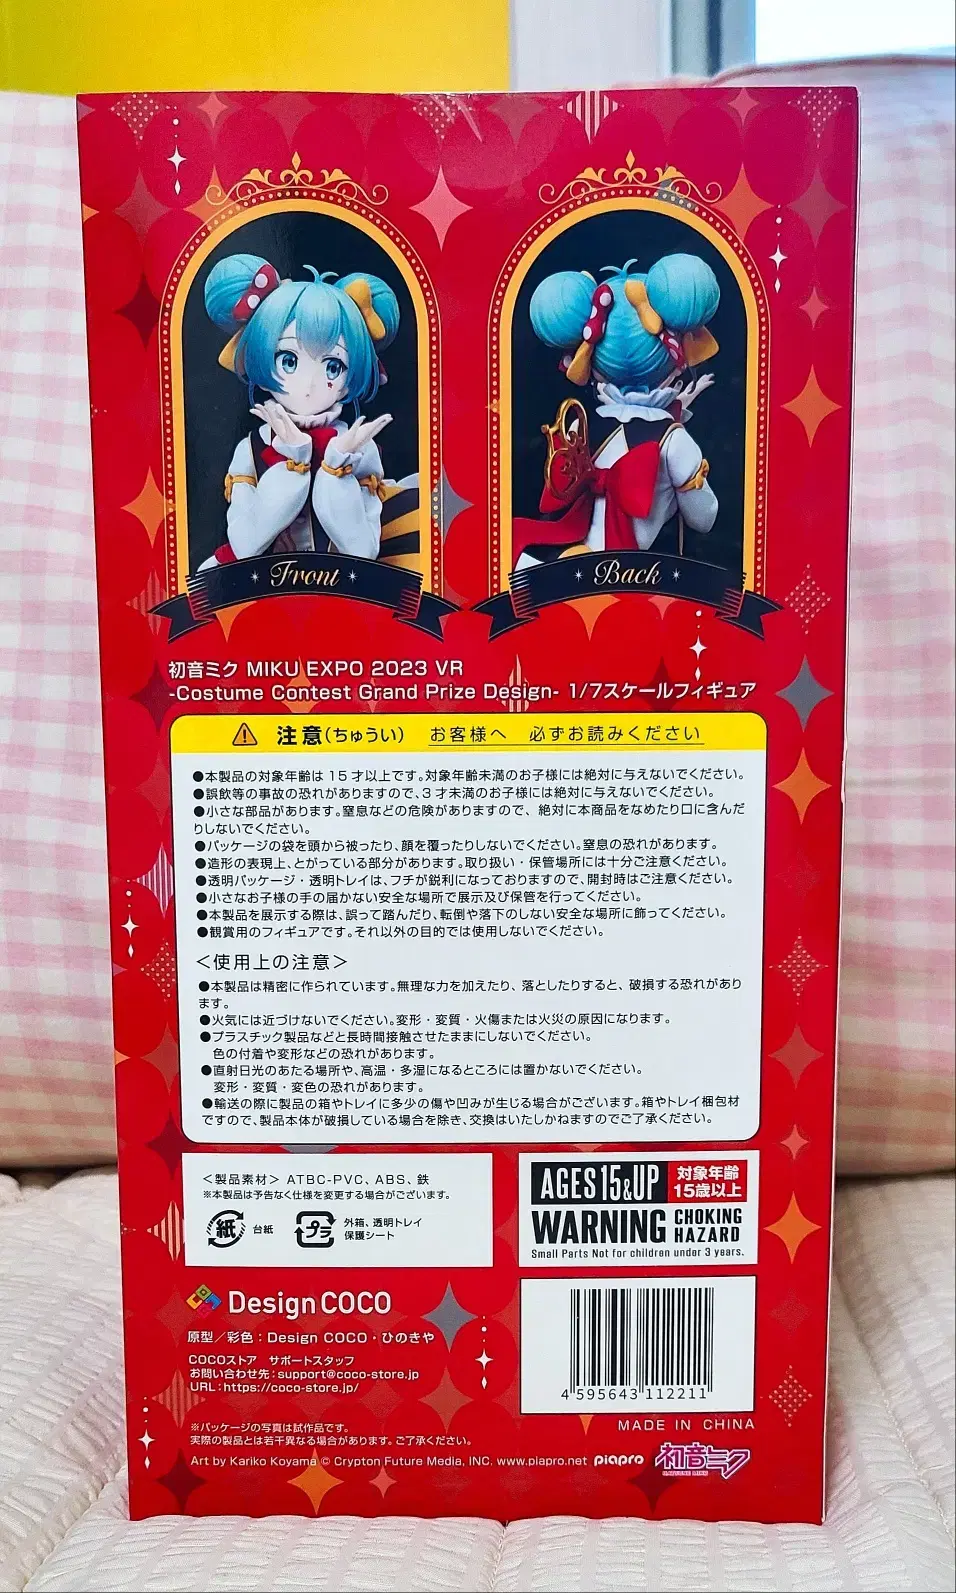 Front
Back
初音ミク MIKU EXPO 2023 VR
-Costume Contest Grand Prize Design- 1/7スケールフィギュア
注意(ちゅうい) お客様へ 必ずお読みください
●本製品の対象年齢は15才以上です。対象年齢未満のお子様には絶対に与えないでください。
●誤飲等の事故の恐れがありますので、3才未満のお子様には絶対に与えないでください。
●小さな部品があります。窒息などの危険がありますので、絶対に本商品をなめたり口に含んだ
りしないでください。
●パッケージの袋を頭から被ったり、顔を覆ったりしないでください。窒息の恐れがあります。
●造形の表現上、とがっている部分があります。取り扱い・保管場所には十分ご注意ください。
●透明パッケージ・透明トレイは、フチが鋭利になっておりますので、開封時はご注意ください。
●小さなお子様の手の届かない安全な場所で展示及び保管を行ってください。
●本製品を展示する際は、誤って踏んだり、転倒や落下のしない安全な場所に飾ってください。
●観賞用のフィギュアです。それ以外の目的では使用しないでください。
＜使用上の注意＞
●本製品は精密に作られています。無理な力を加えたり、落としたりすると、破損する恐れがあり
ます。
●火気には近づけないでください。変形・変質・火傷または火災の原因になります。
●プラスチック製品などと長時間接触させたままにしないでください。
色の付着や変形などの恐れがあります。
●直射日光のあたる場所や、高温・多湿になるところには置かないでください。
変形・変質・変色の恐れがあります。
●輸送の際に製品の箱やトレイに多少の傷や凹みが生じる場合がございます。箱やトレイ梱包材
ですので、製品本体が破損している場合を除き、交換はいたしかねますのでご了承ください。
＜製品素材＞ ATBC-PVC、ABS、鉄
※本製品は予告なく仕様を変更する場合がございます。
紙 台紙
プラ 外箱、透明トレイ
保護シート
AGES 15&UP 対象年齢
15歳以上
WARNING CHOKING
HAZARD
Small Parts Not for children under 3 years.
Design COCO
原型／彩色：Design COCO・ひのきや
COCOストア サポートスタッフ
お問い合わせ先：support@coco-store.jp
URL：https://coco-store.jp/
4 595643 112211
MADE IN CHINA
※パッケージの写真は試作品です。
実際の製品とは若干異なる場合があります。ご了承ください。
Art by Kariko Koyama © Crypton Future Media, INC. www.piapro.net piapro 初音ミク
HATSUNE MIKU